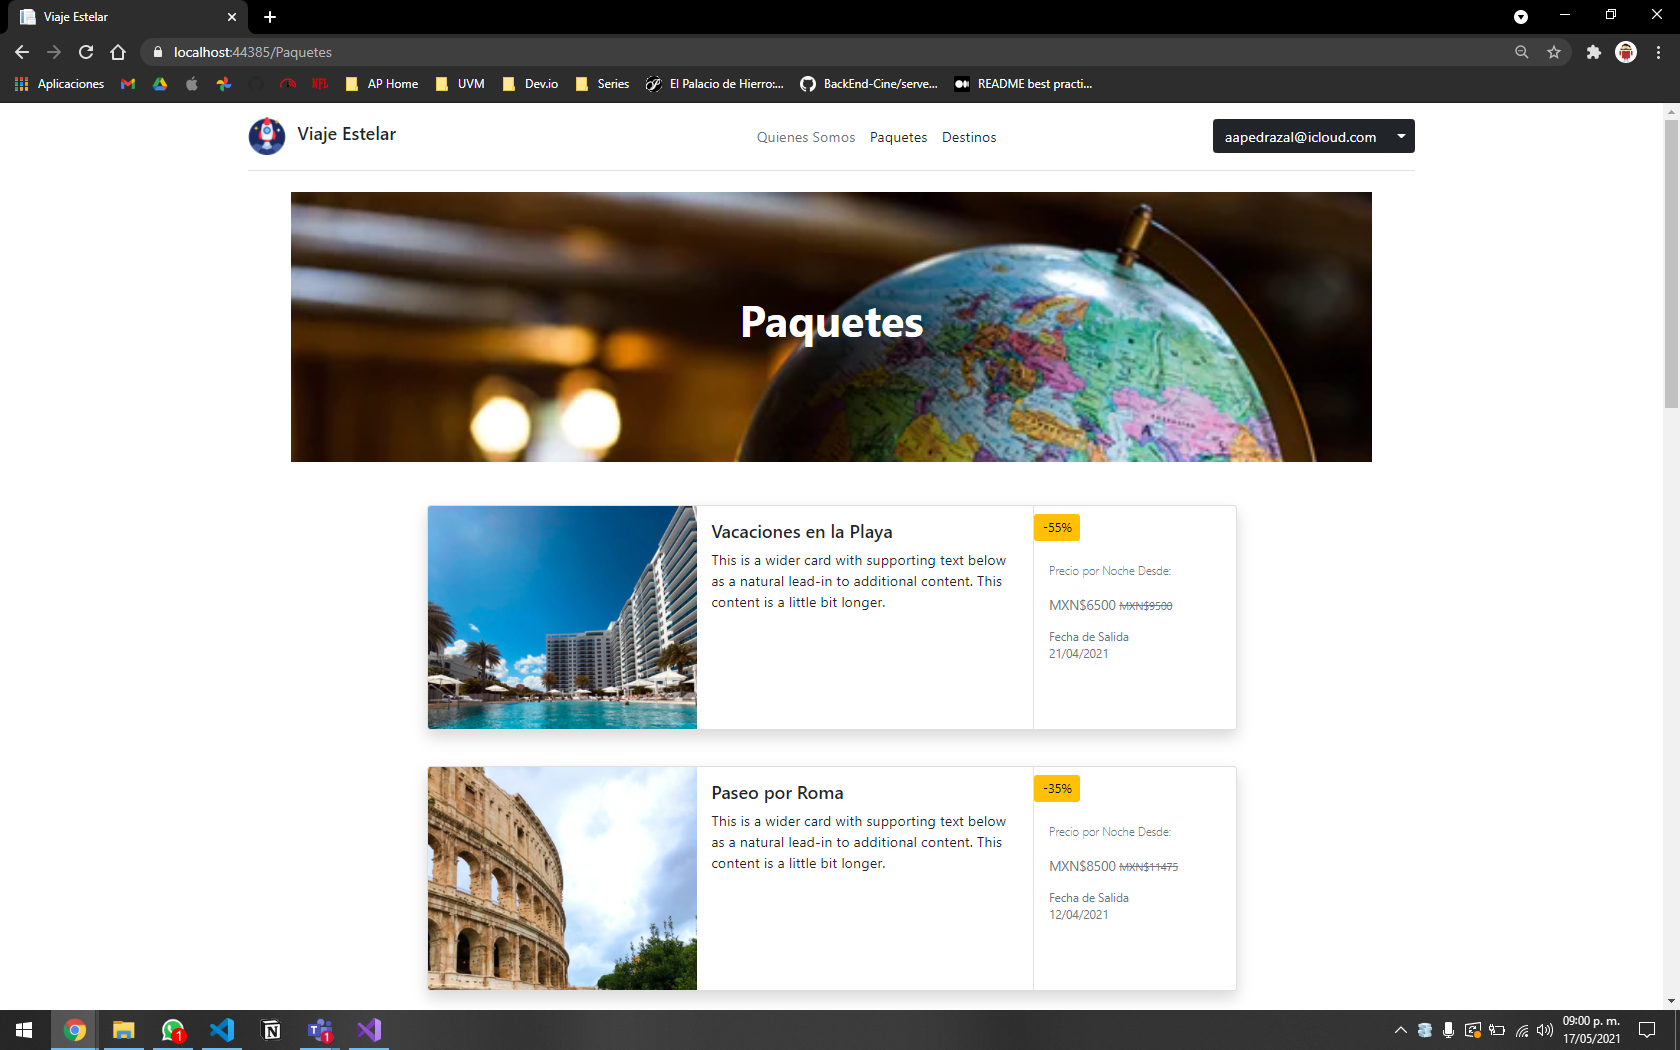 Viaje Estelar
localhost:44385/Paquetes
Aplicaciones
NFL
AP Home
UVM
Dev.io
Series
El Palacio de Hierro:...
BackEnd-Cine/serve...
README best practi...
Viaje Estelar
Quienes Somos
Paquetes
Destinos
aapedrazal@icloud.com
Paquetes
Vacaciones en la Playa
This is a wider card with supporting text below
as a natural lead-in to additional content. This
content is a little bit longer.
-55%
Precio por Noche Desde:
MXN$6500 MXN$9500
Fecha de Salida
21/04/2021
Paseo por Roma
This is a wider card with supporting text below
as a natural lead-in to additional content. This
content is a little bit longer.
-35%
Precio por Noche Desde:
MXN$8500 MXN$11475
Fecha de Salida
12/04/2021
1
1
09:00 p. m.
17/05/2021